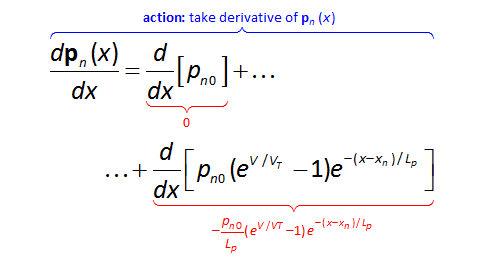 action: take derivative of pₙ (x)
dpₙ(x)/dx = d/dx [pₙ₀] + ...
0
... + d/dx [pₙ₀ (e^{V/V_T} − 1)e^{−(x−xₙ)/Lₚ}]
−pₙ₀/Lₚ (e^{V/VT} −1)e^{−(x−xₙ)/Lₚ}